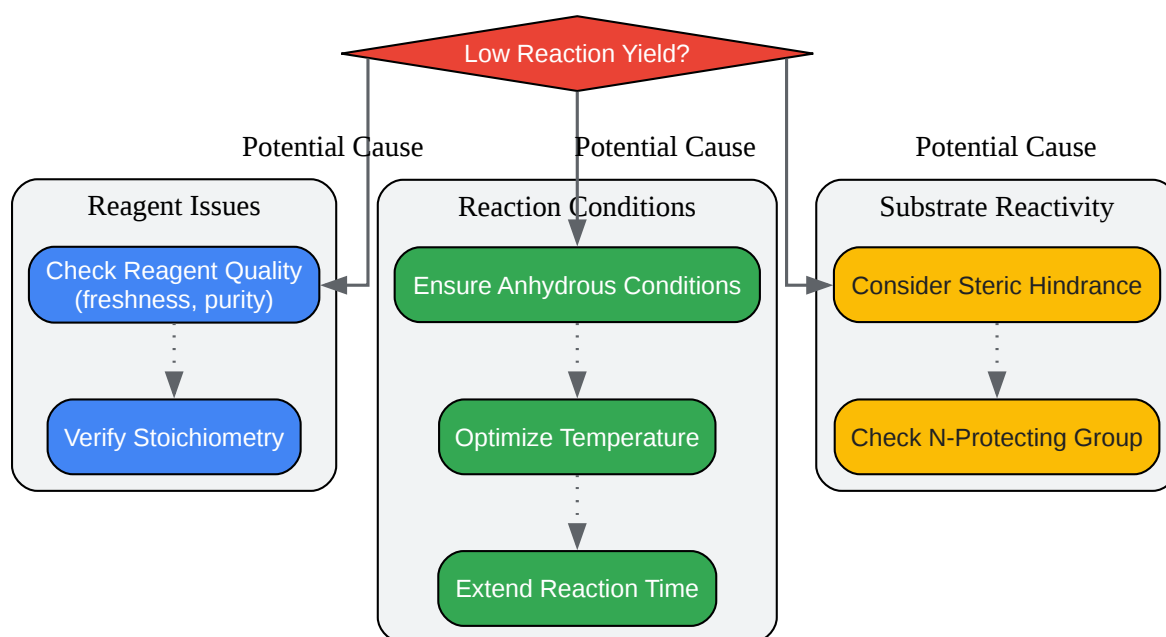 Low Reaction Yield?
Potential Cause
Potential Cause
Potential Cause
Reagent Issues
Check Reagent Quality
(freshness, purity)
Verify Stoichiometry
Reaction Conditions
Ensure Anhydrous Conditions
Optimize Temperature
Extend Reaction Time
Substrate Reactivity
Consider Steric Hindrance
Check N-Protecting Group